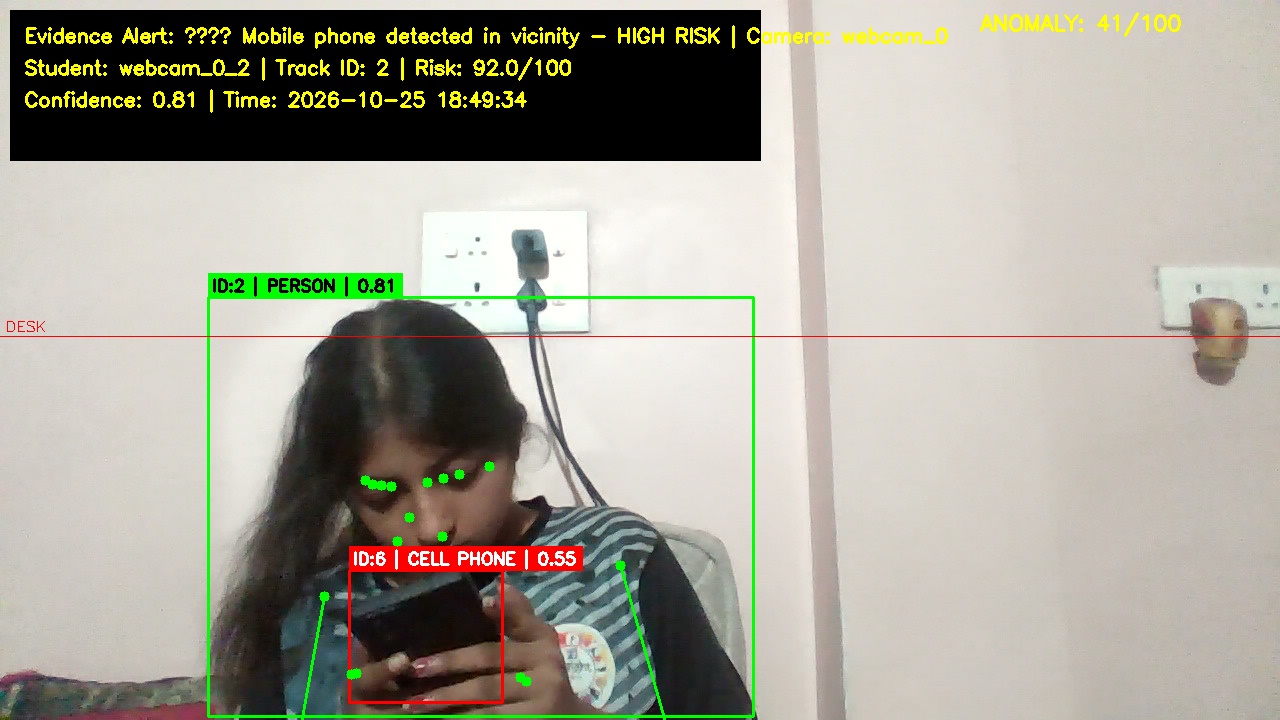 Evidence Alert: ???? Mobile phone detected in vicinity - HIGH RISK | Camera: webcam_0
ANOMALY: 41/100
Student: webcam_0_2 | Track ID: 2 | Risk: 92.0/100
Confidence: 0.81 | Time: 2026-10-25 18:49:34
ID:2 | PERSON | 0.81
DESK
ID:6 | CELL PHONE | 0.55